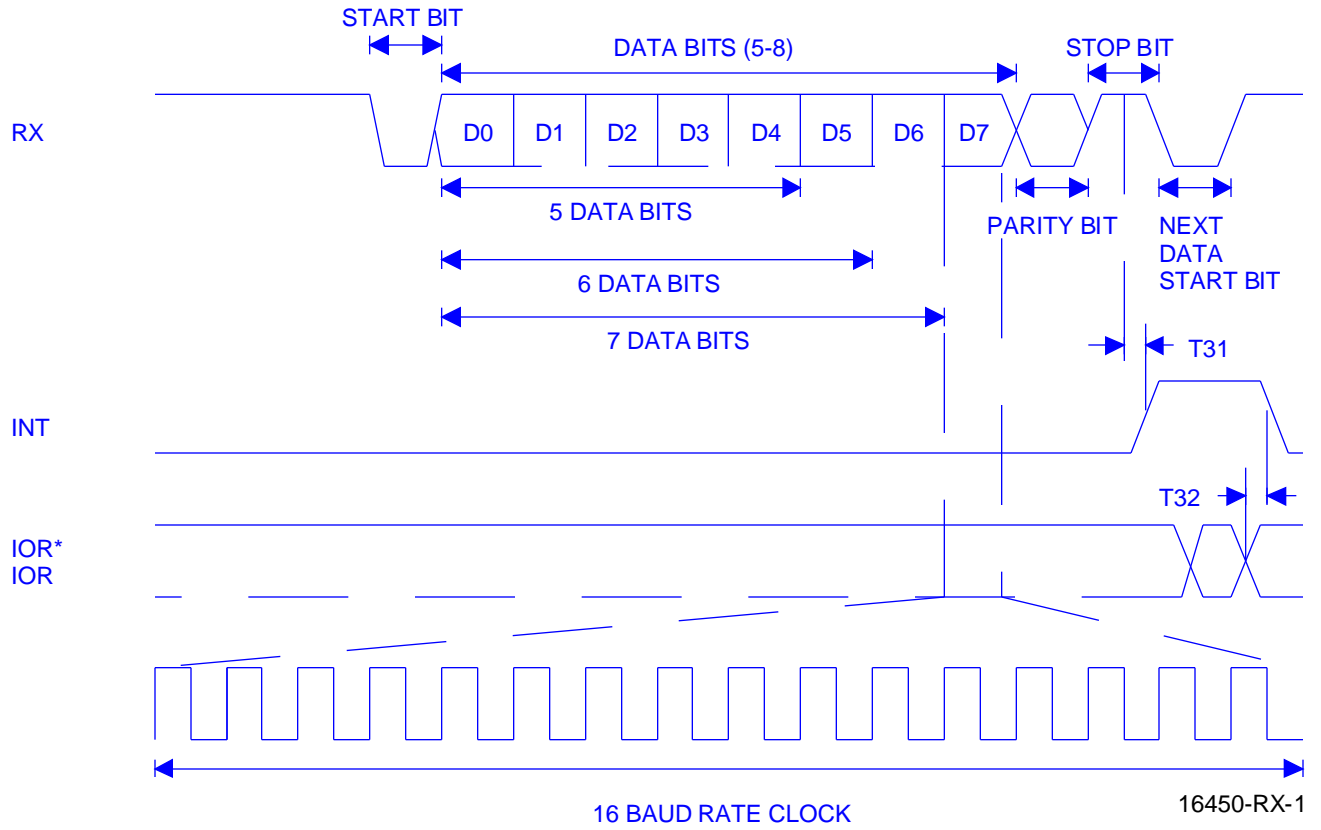 START BIT
DATA BITS (5-8)
STOP BIT
RX
D0 D1 D2 D3 D4 D5 D6 D7
5 DATA BITS
PARITY BIT
NEXT
DATA
START BIT
6 DATA BITS
7 DATA BITS
T31
INT
T32
IOR*
IOR
16 BAUD RATE CLOCK
16450-RX-1